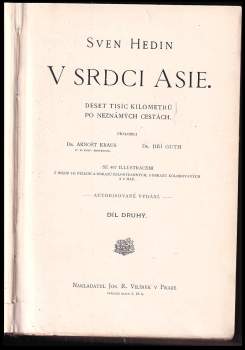 SVEN HEDIN
V SRDCI ASIE.
DESET TISÍC KILOMETRŮ
PO NEZNÁMÝCH CESTÁCH.
PŘELOŽILI
DR. ARNOŠT KRAUS
DR. JIŘÍ GUTH
SE 407 ILLUSTRACEMI
AUTORISOVANÉ VYDÁNÍ.
DÍL DRUHÝ.
NAKLADATEL JOS. R. VILÍMEK V PRAZE